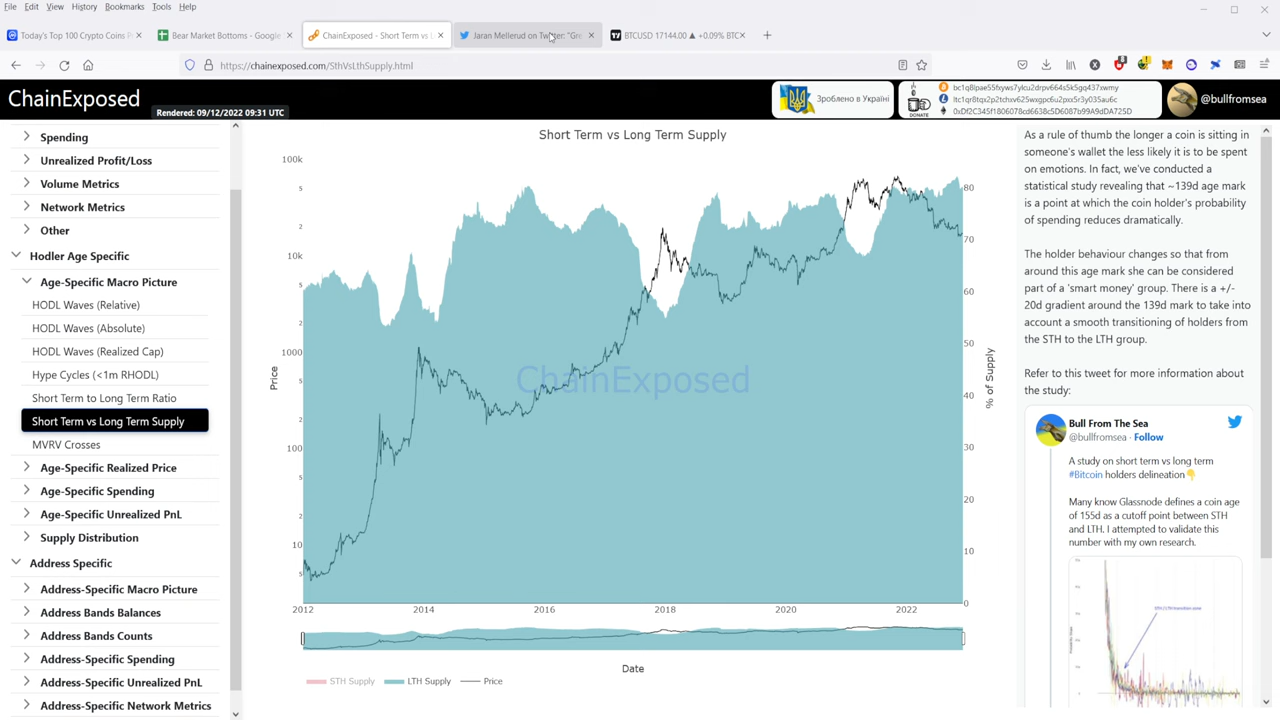 File Edit View History Bookmarks Tools Help
Today's Top 100 Crypto Coins P
Bear Market Bottoms - Google
ChainExposed - Short Term vs L
Jaran Mellerud on Twitter: "Gre
BTCUSD 17144.00 ▲ +0.09% BTC
https://chainexposed.com/SthVsLthSupply.html
ChainExposed
Rendered: 09/12/2022 09:31 UTC
Зроблено в Україні
DONATE
@bullfromsea
Spending
Unrealized Profit/Loss
Volume Metrics
Network Metrics
Other
Hodler Age Specific
Age-Specific Macro Picture
HODL Waves (Relative)
HODL Waves (Absolute)
HODL Waves (Realized Cap)
Hype Cycles (<1m RHODL)
Short Term to Long Term Ratio
Short Term vs Long Term Supply
MVRV Crosses
Age-Specific Realized Price
Age-Specific Spending
Age-Specific Unrealized PnL
Supply Distribution
Address Specific
Address-Specific Macro Picture
Address Bands Balances
Address Bands Counts
Address-Specific Spending
Address-Specific Unrealized PnL
Address-Specific Network Metrics
Short Term vs Long Term Supply
100k
5
2
10k
5
2
1000
5
2
100
5
2
10
5
Price
80
70
60
50
40
30
20
10
0
% of Supply
ChainExposed
2012 2014 2016 2018 2020 2022
Date
STH Supply LTH Supply Price
As a rule of thumb the longer a coin is sitting in
someone's wallet the less likely it is to be spent
on emotions. In fact, we've conducted a
statistical study revealing that ~139d age mark
is a point at which the coin holder's probability
of spending reduces dramatically.
The holder behaviour changes so that from
around this age mark she can be considered
part of a 'smart money' group. There is a +/-
20d gradient around the 139d mark to take into
account a smooth transitioning of holders from
the STH to the LTH group.
Refer to this tweet for more information about
the study:
Bull From The Sea
@bullfromsea · Follow
A study on short term vs long term
#Bitcoin holders delineation👇
Many know Glassnode defines a coin age
of 155d as a cutoff point between STH
and LTH. I attempted to validate this
number with my own research.